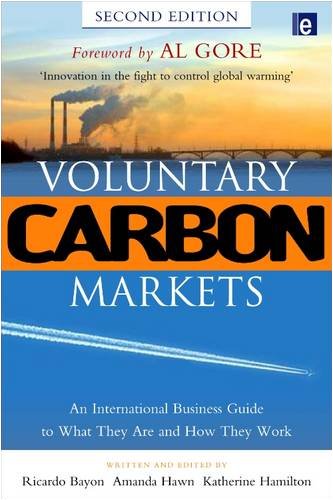 SECOND EDITION
e
Foreword by AL GORE
‘Innovation in the fight to control global warming’
VOLUNTARY
CARBON
MARKETS
An International Business Guide
to What They Are and How They Work
WRITTEN AND EDITED BY
Ricardo Bayon Amanda Hawn Katherine Hamilton